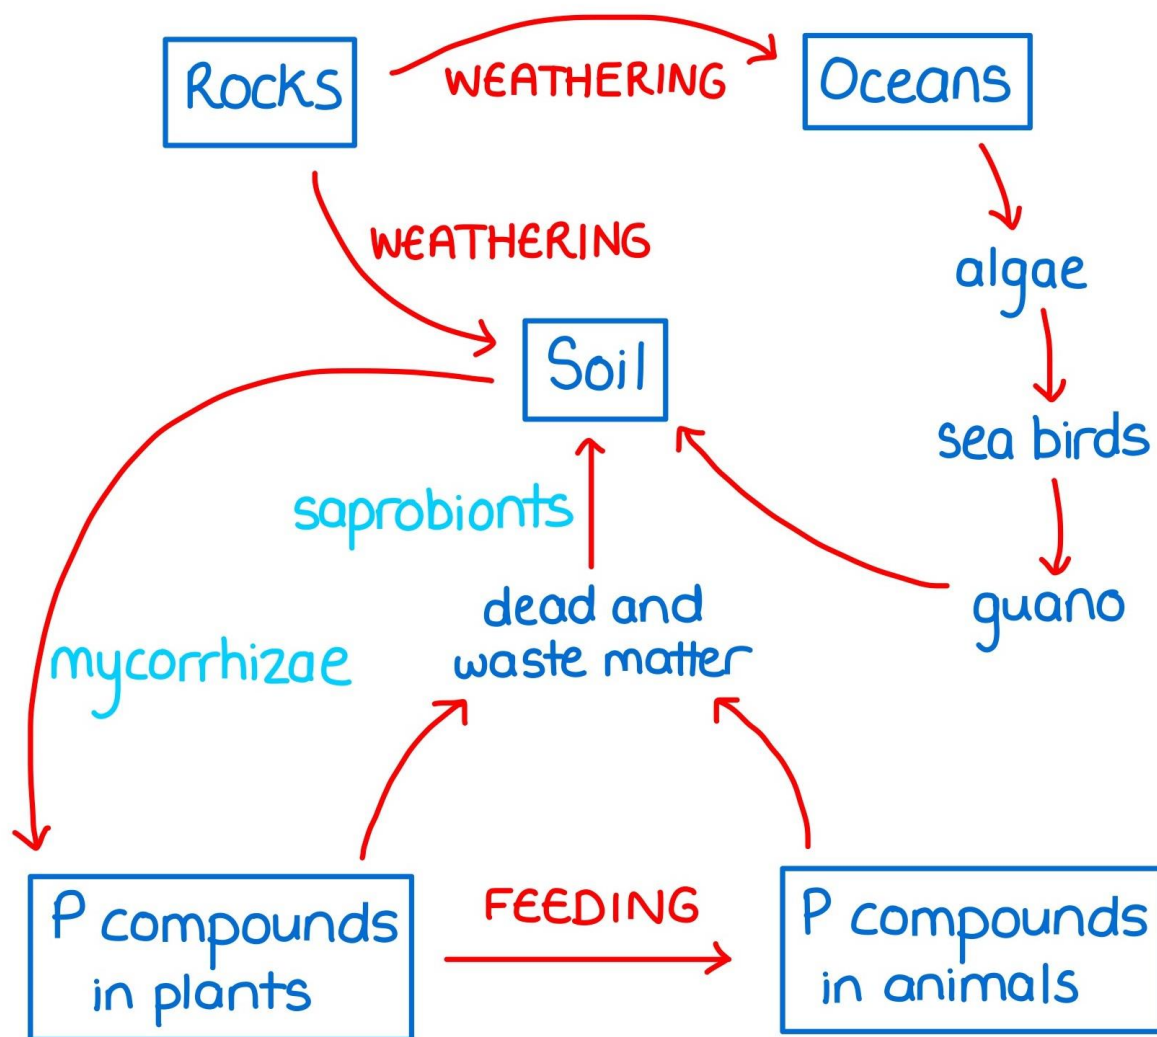 Rocks
WEATHERING
Oceans
WEATHERING
algae
Soil
sea birds
saprobionts
dead and
waste matter
guano
mycorrhizae
P compounds
in plants
FEEDING
P compounds
in animals